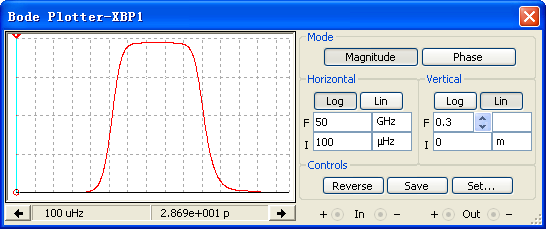 Bode Plotter-XBP1
Mode
Magnitude Phase
Horizontal Vertical
Log Lin Log Lin
F 50 GHz F 0.3
I 100 µHz I 0 m
Controls
Reverse Save Set...
100 uHz 2.869e+001 p
+ In − + Out −